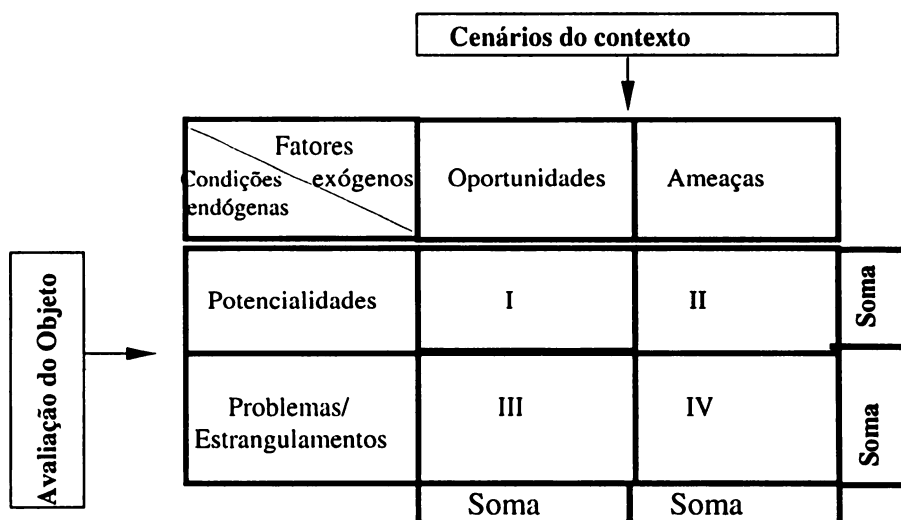 Cenários do contexto
Fatores
exógenos
Condições
endógenas
Oportunidades
Ameaças
Avaliação do Objeto
Potencialidades
I
II
Soma
Problemas/
Estrangulamentos
III
IV
Soma
Soma
Soma